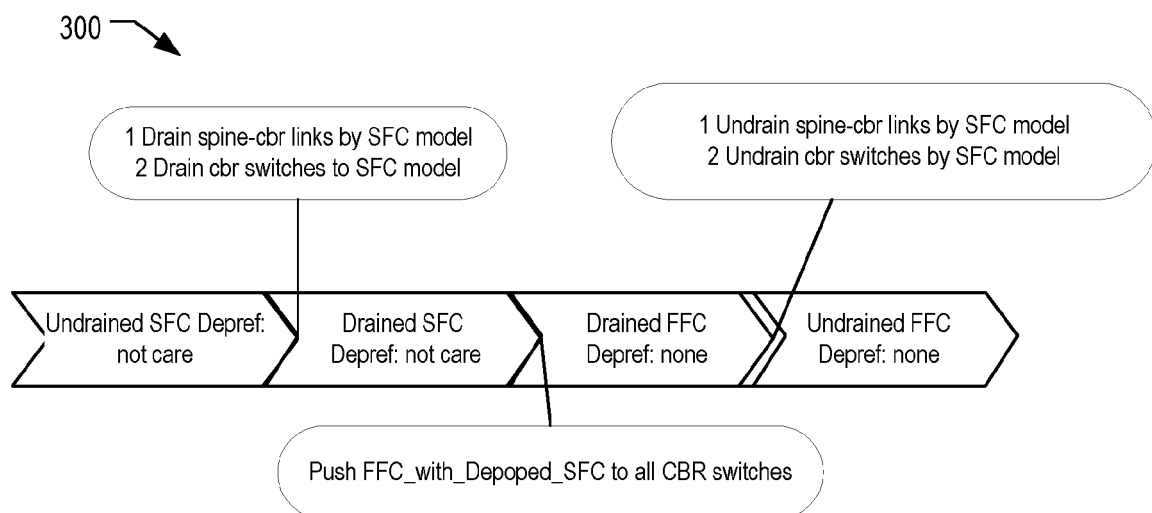 300
1 Drain spine-cbr links by SFC model
2 Drain cbr switches to SFC model
1 Undrain spine-cbr links by SFC model
2 Undrain cbr switches by SFC model
Undrained SFC Depref:
not care
Drained SFC
Depref: not care
Drained FFC
Depref: none
Undrained FFC
Depref: none
Push FFC_with_Depoped_SFC to all CBR switches